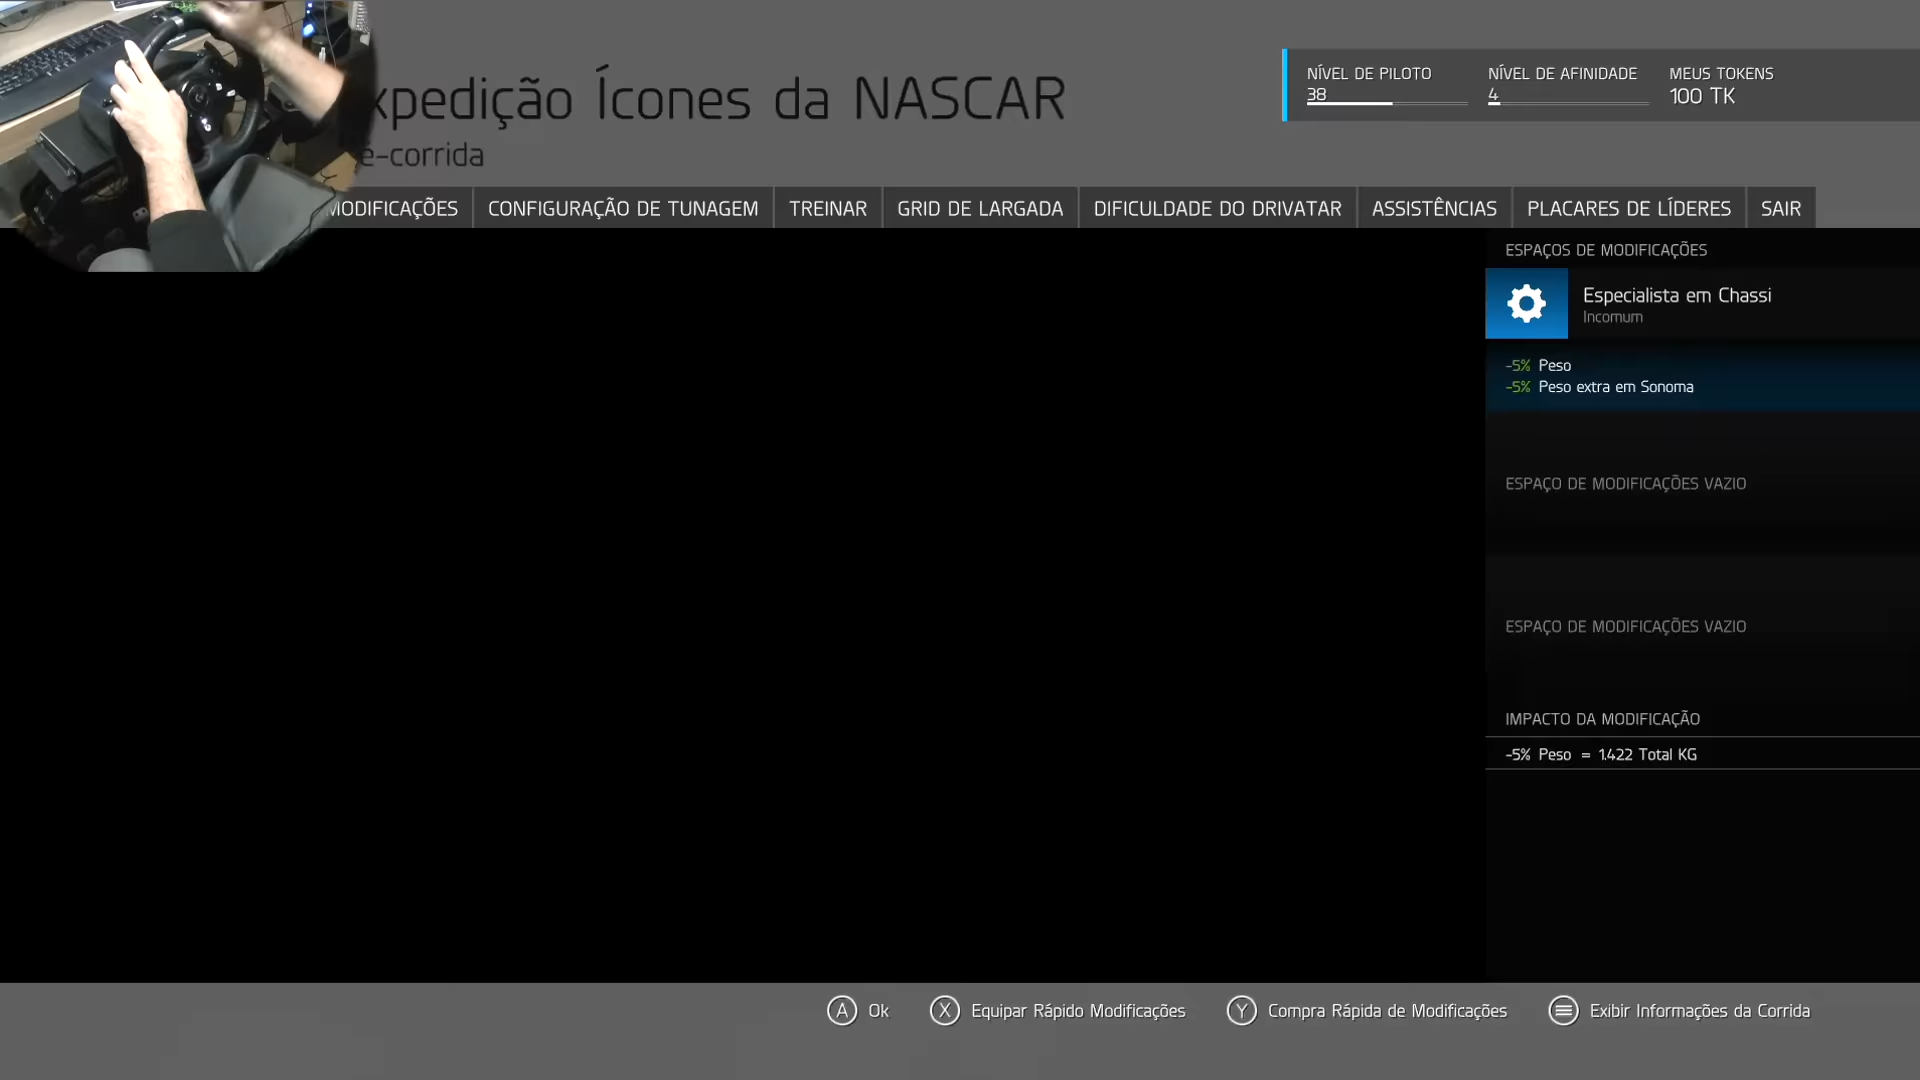 xpedição Ícones da NASCAR
é-corrida
NÍVEL DE PILOTO
38
NÍVEL DE AFINIDADE
4
MEUS TOKENS
100 TK
MODIFICAÇÕES
CONFIGURAÇÃO DE TUNAGEM
TREINAR
GRID DE LARGADA
DIFICULDADE DO DRIVATAR
ASSISTÊNCIAS
PLACARES DE LÍDERES
SAIR
ESPAÇOS DE MODIFICAÇÕES
Especialista em Chassi
Incomum
-5% Peso
-5% Peso extra em Sonoma
ESPAÇO DE MODIFICAÇÕES VAZIO
ESPAÇO DE MODIFICAÇÕES VAZIO
IMPACTO DA MODIFICAÇÃO
-5% Peso = 1.422 Total KG
A Ok
X Equipar Rápido Modificações
Y Compra Rápida de Modificações
Exibir Informações da Corrida